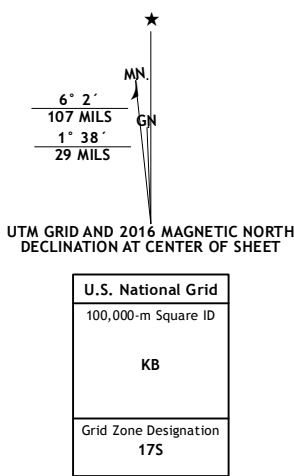 ★
MN.
6° 2´
107 MILS
GN
1° 38´
29 MILS
UTM GRID AND 2016 MAGNETIC NORTH
DECLINATION AT CENTER OF SHEET
U.S. National Grid
100,000-m Square ID
KB
Grid Zone Designation
17S